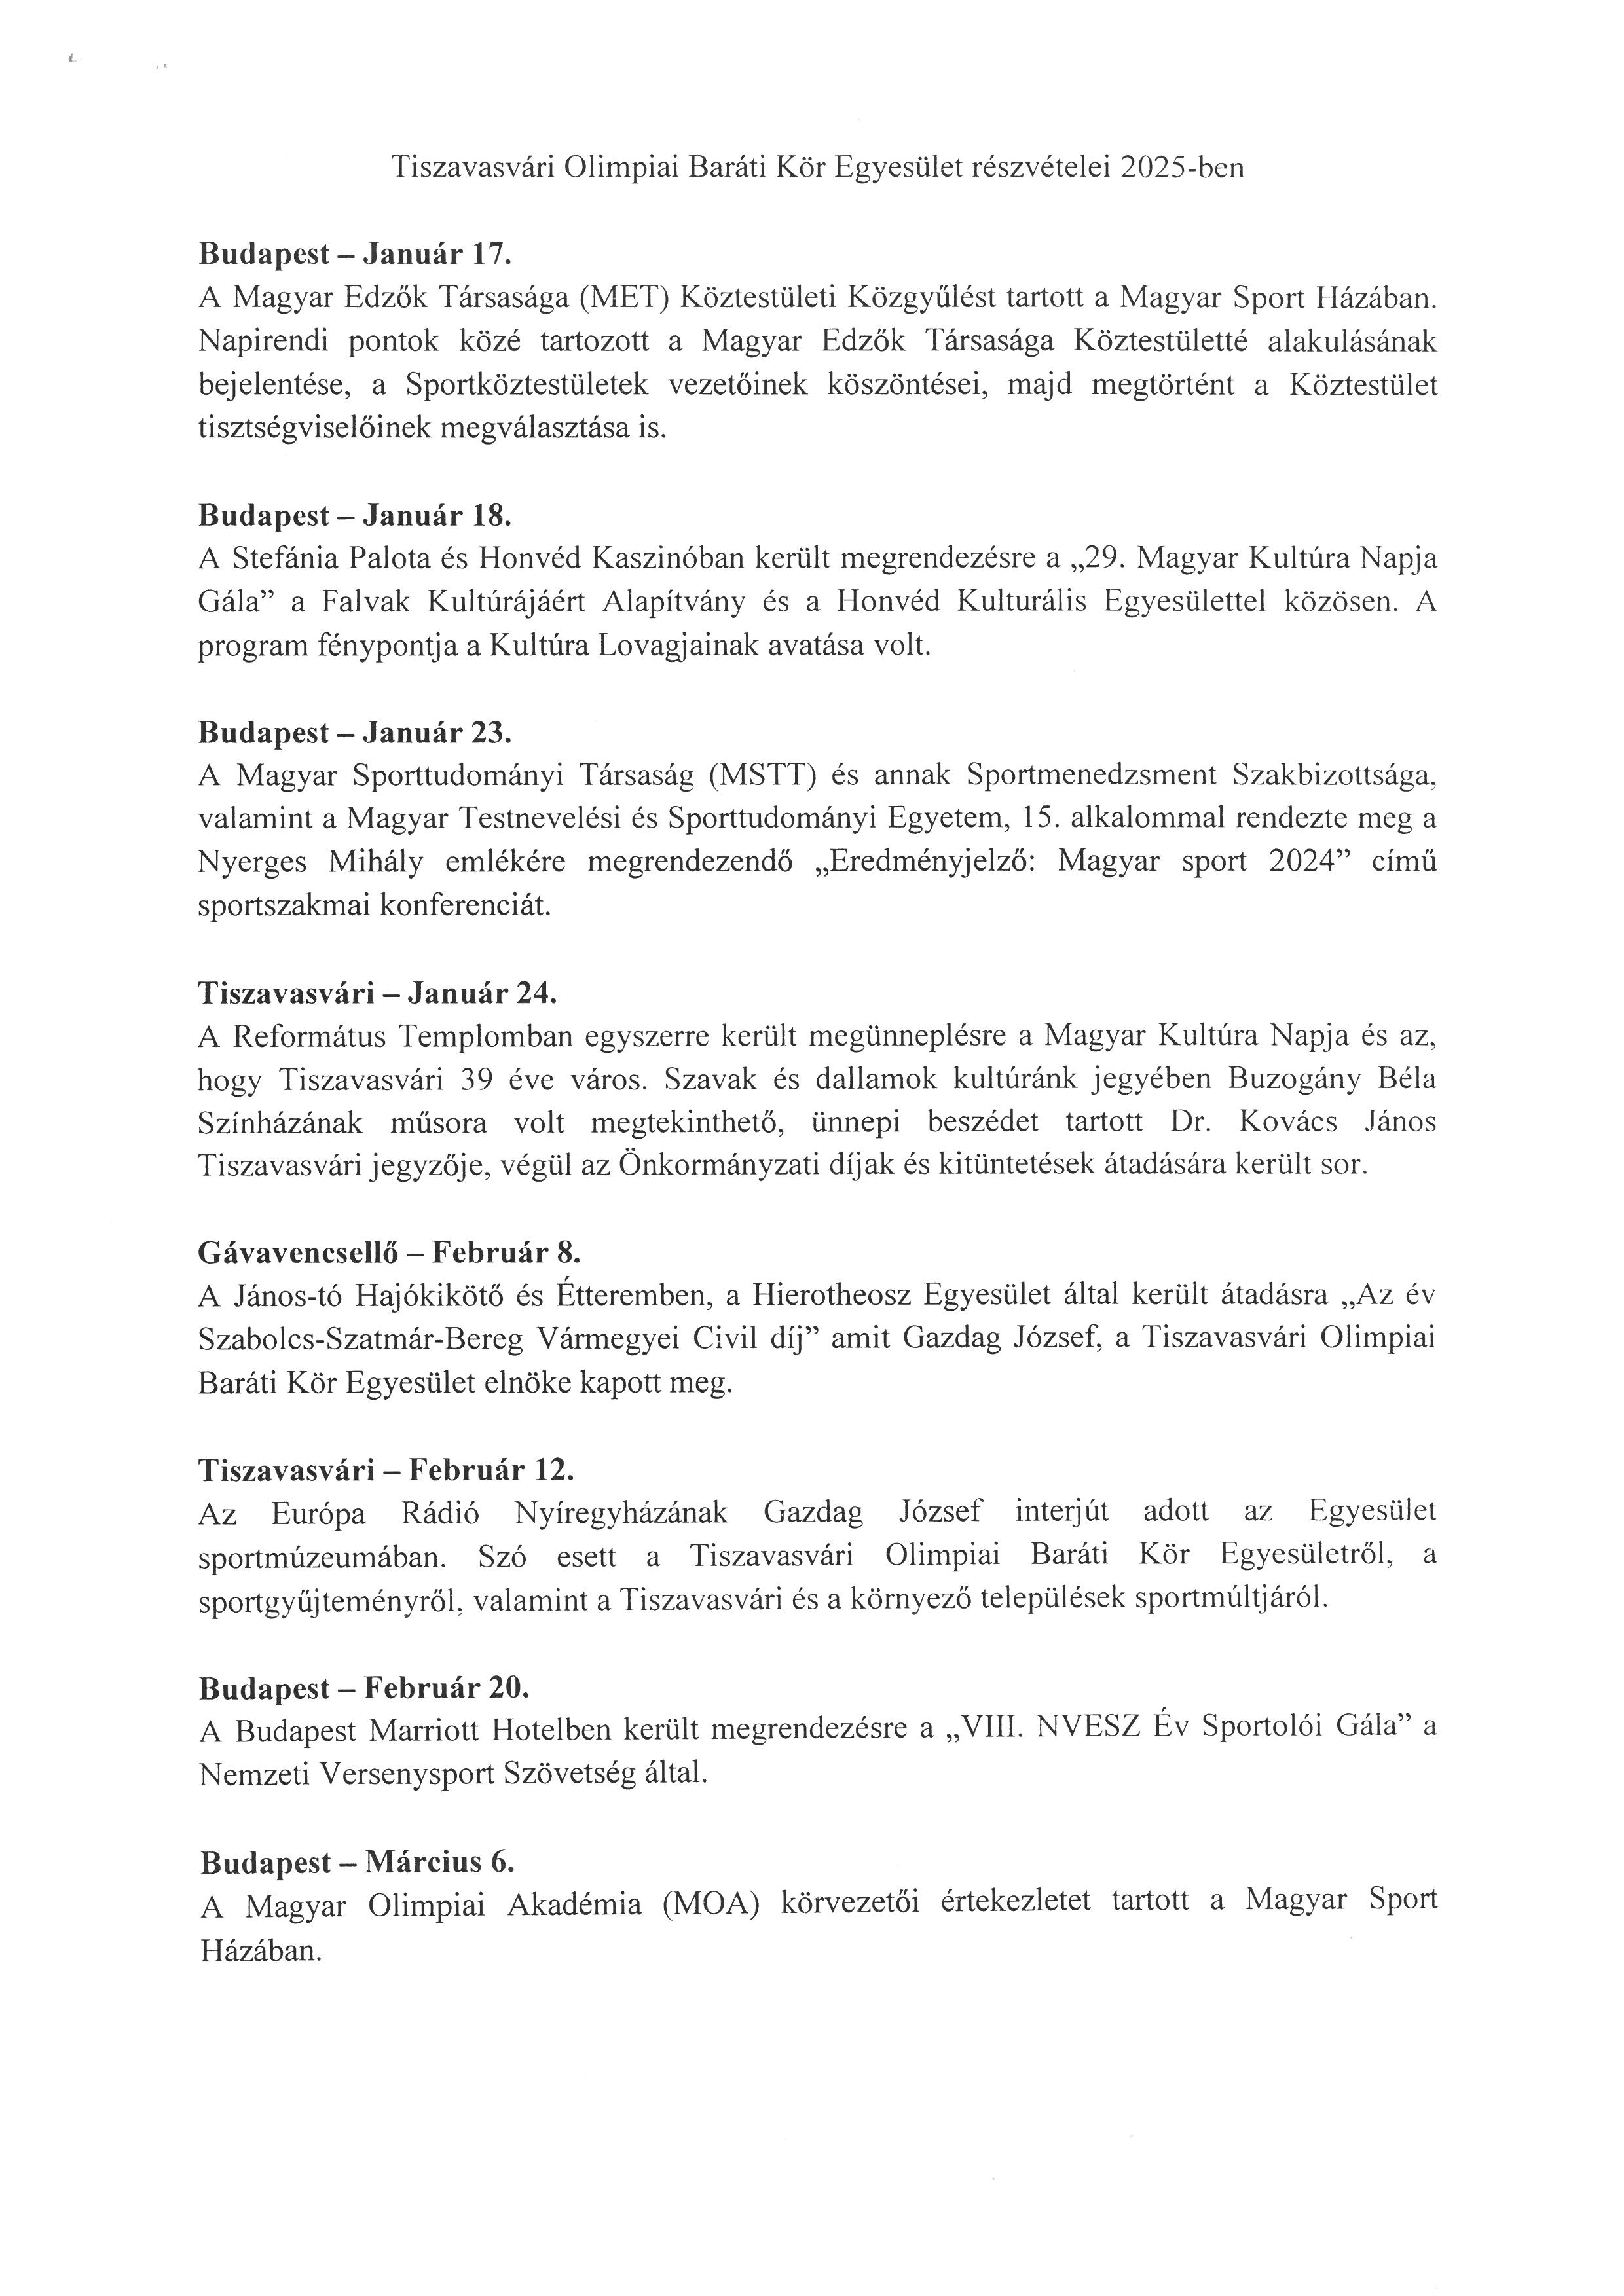 Tiszavasvári Olimpiai Baráti Kör Egyesület részvételei 2025-ben
Budapest – Január 17.
A Magyar Edzők Társasága (MET) Köztestületi Közgyűlést tartott a Magyar Sport Házában.
Napirendi pontok közé tartozott a Magyar Edzők Társasága Köztestületté alakulásának
bejelentése, a Sportköztestületek vezetőinek köszöntései, majd megtörtént a Köztestület
tisztségviselőinek megválasztása is.
Budapest – Január 18.
A Stefánia Palota és Honvéd Kaszinóban került megrendezésre a „29. Magyar Kultúra Napja
Gála” a Falvak Kultúrájáért Alapítvány és a Honvéd Kulturális Egyesülettel közösen. A
program fénypontja a Kultúra Lovagjainak avatása volt.
Budapest – Január 23.
A Magyar Sporttudományi Társaság (MSTT) és annak Sportmenedzsment Szakbizottsága,
valamint a Magyar Testnevelési és Sporttudományi Egyetem, 15. alkalommal rendezte meg a
Nyerges Mihály emlékére megrendezendő „Eredményjelző: Magyar sport 2024” című
sportszakmai konferenciát.
Tiszavasvári – Január 24.
A Református Templomban egyszerre került megünneplésre a Magyar Kultúra Napja és az,
hogy Tiszavasvári 39 éve város. Szavak és dallamok kultúránk jegyében Buzogány Béla
Színházának műsora volt megtekinthető, ünnepi beszédet tartott Dr. Kovács János
Tiszavasvári jegyzője, végül az Önkormányzati díjak és kitüntetések átadására került sor.
Gávavencsellő – Február 8.
A János-tó Hajókikötő és Étteremben, a Hierotheosz Egyesület által került átadásra „Az év
Szabolcs-Szatmár-Bereg Vármegyei Civil díj” amit Gazdag József, a Tiszavasvári Olimpiai
Baráti Kör Egyesület elnöke kapott meg.
Tiszavasvári – Február 12.
Az Európa Rádió Nyíregyházának Gazdag József interjút adott az Egyesület
sportmúzeumában. Szó esett a Tiszavasvári Olimpiai Baráti Kör Egyesületről, a
sportgyűjteményről, valamint a Tiszavasvári és a környező települések sportmúltjáról.
Budapest – Február 20.
A Budapest Marriott Hotelben került megrendezésre a „VIII. NVESZ Év Sportolói Gála” a
Nemzeti Versenysport Szövetség által.
Budapest – Március 6.
A Magyar Olimpiai Akadémia (MOA) körvezetői értekezletet tartott a Magyar Sport
Házában.